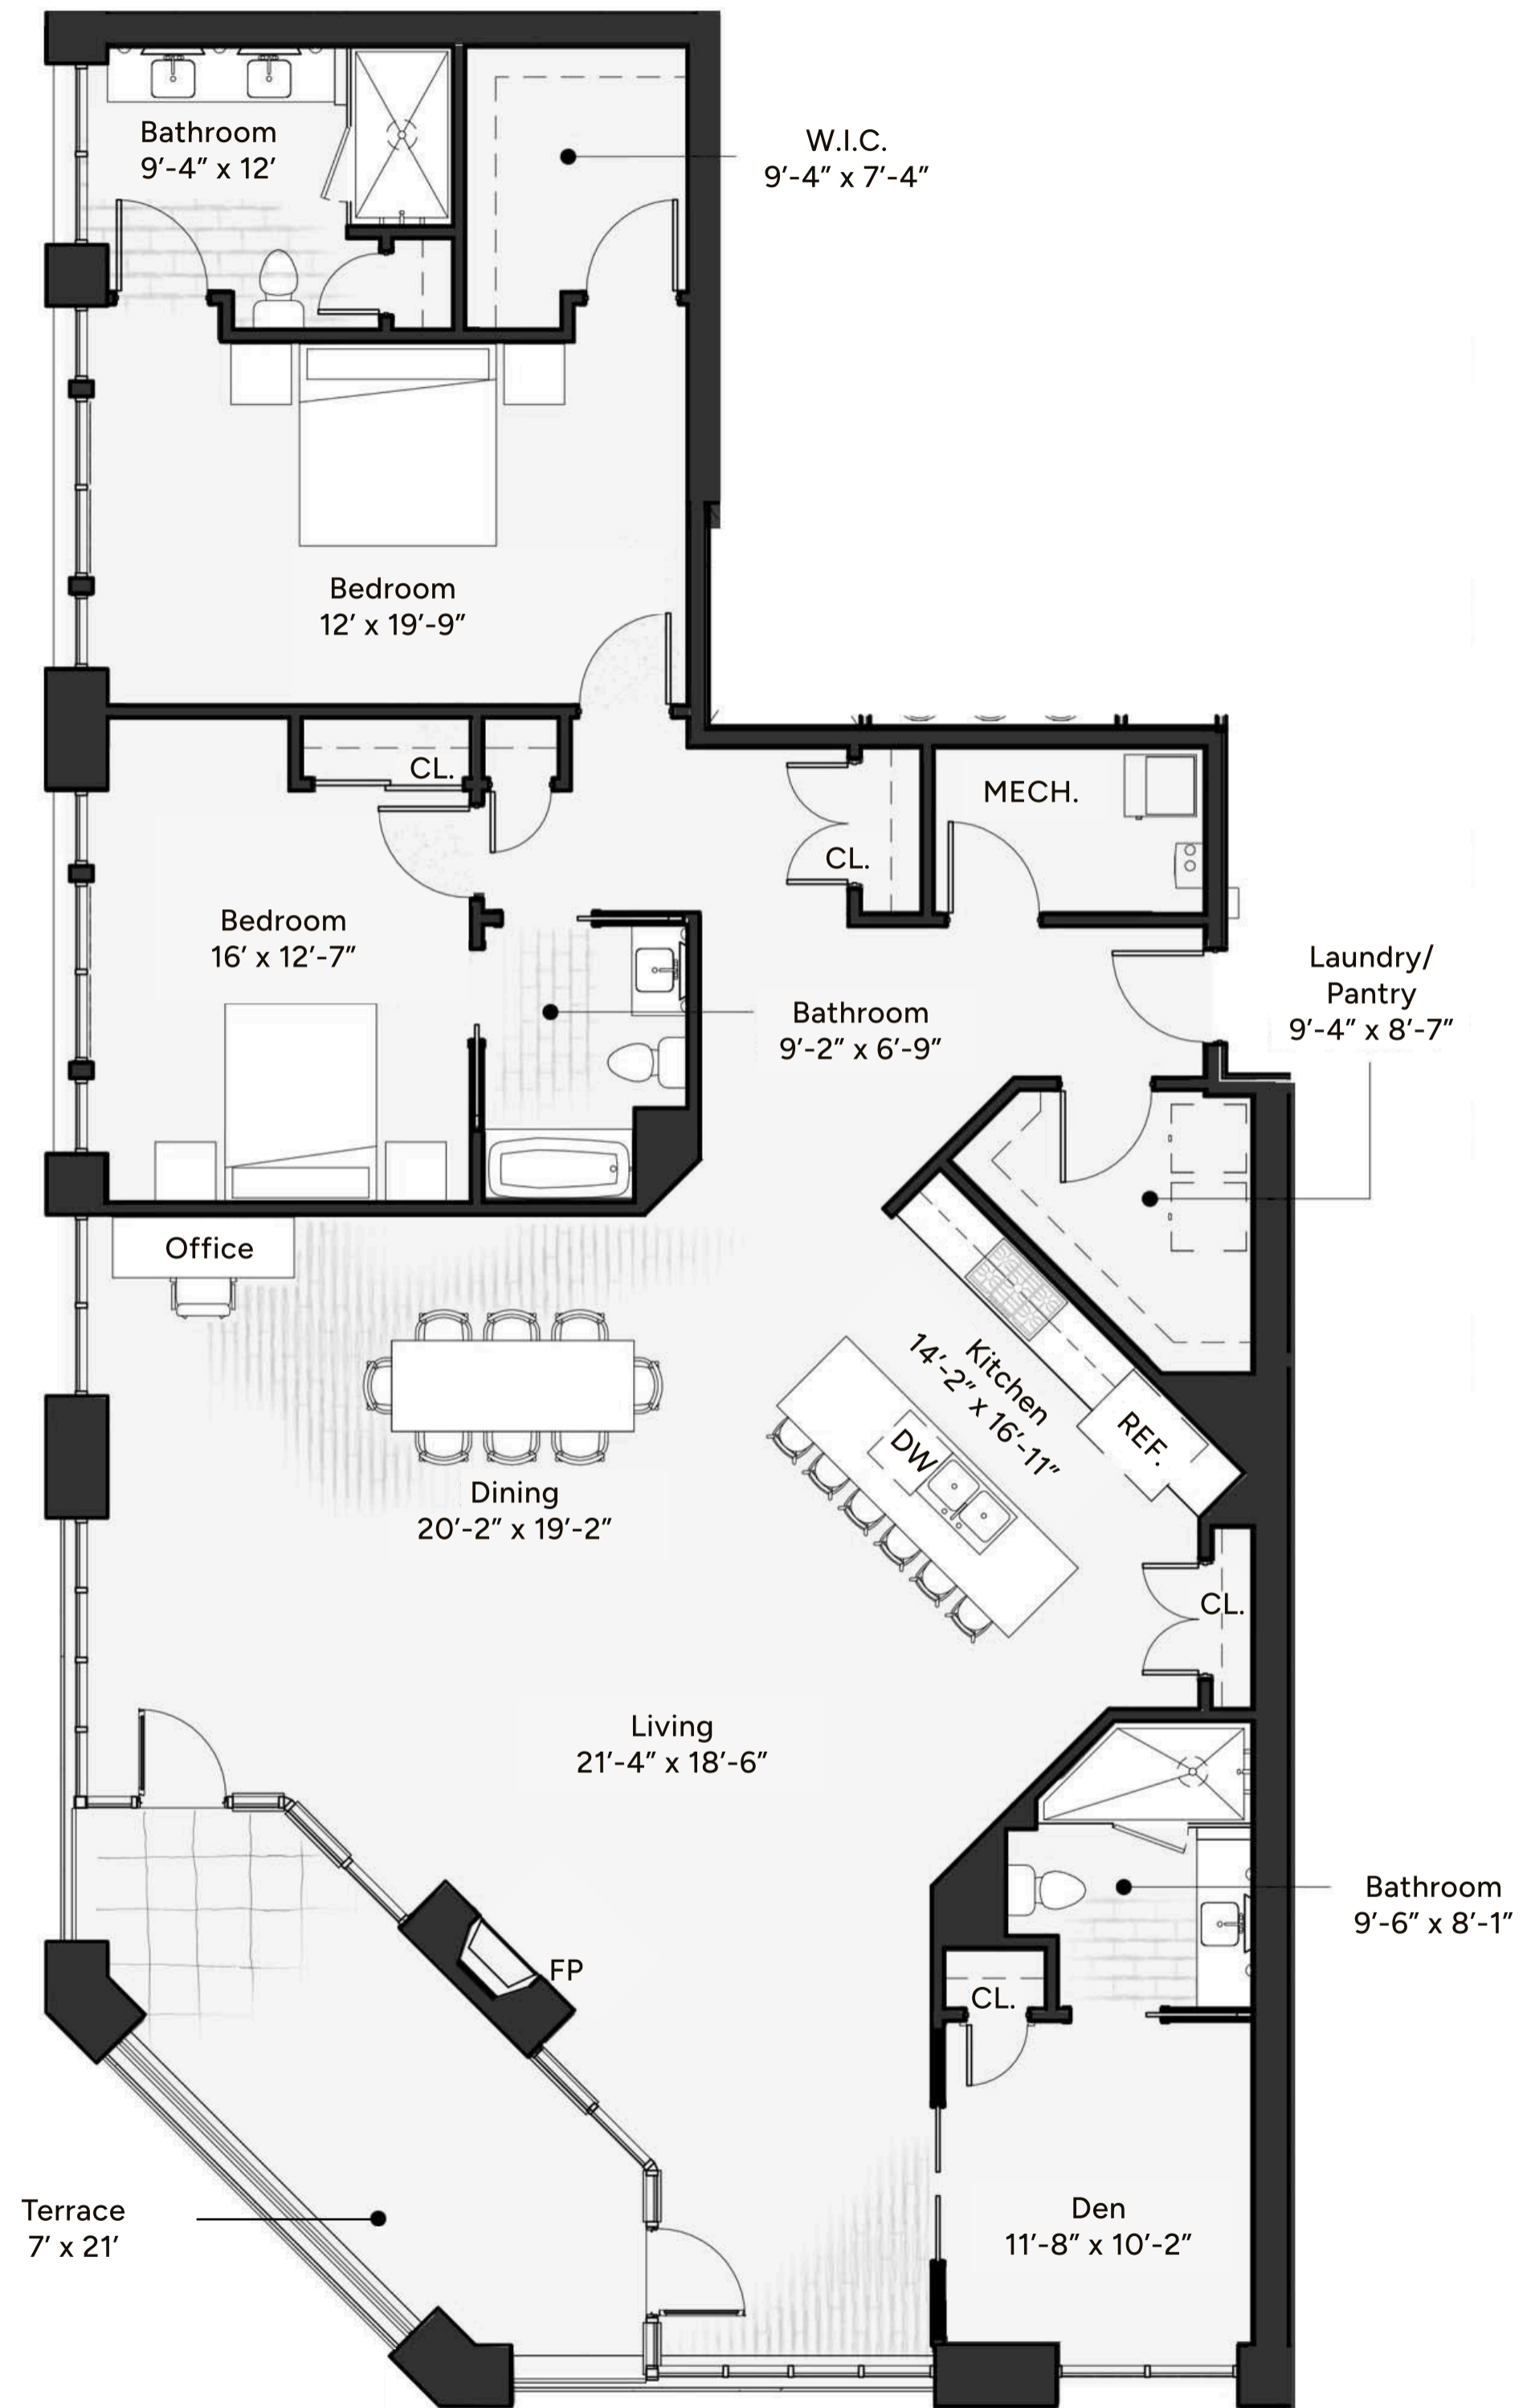 Bathroom
9’-4” x 12’
W.I.C.
9’-4” x 7’-4”
Bedroom
12’ x 19’-9”
CL.
MECH.
CL.
Bedroom
16’ x 12’-7”
Laundry/
Pantry
9’-4” x 8’-7”
Bathroom
9’-2” x 6’-9”
Office
Kitchen
14’-2” x 16’-11”
REF.
DW
Dining
20’-2” x 19’-2”
CL.
Living
21’-4” x 18’-6”
Bathroom
9’-6” x 8’-1”
FP
CL.
Terrace
7’ x 21’
Den
11’-8” x 10’-2”